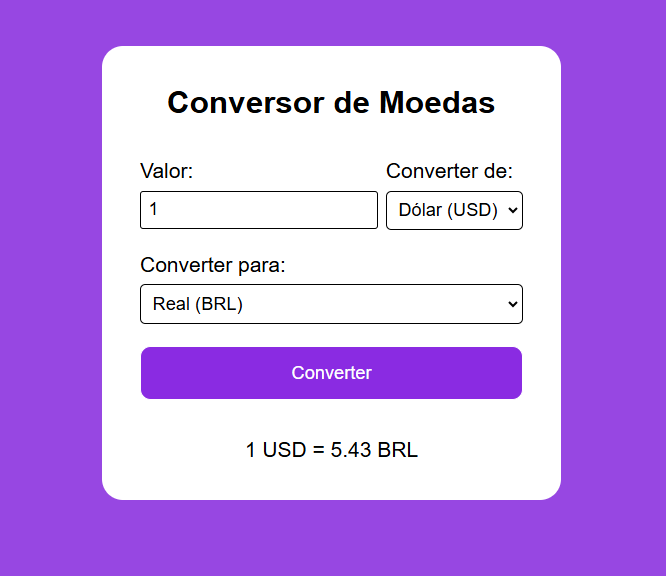 Conversor de Moedas
Valor: Converter de:
1 Dólar (USD)
Converter para:
Real (BRL)
Converter
1 USD = 5.43 BRL